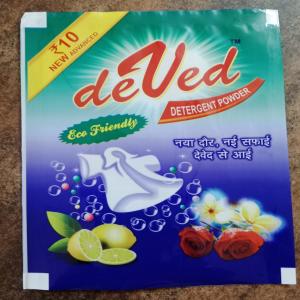 ₹10
NEW ADVANCED
deVed
TM
DETERGENT POWDER
Eco Friendly
नया दौर, नई सफाई
देवेद से आई